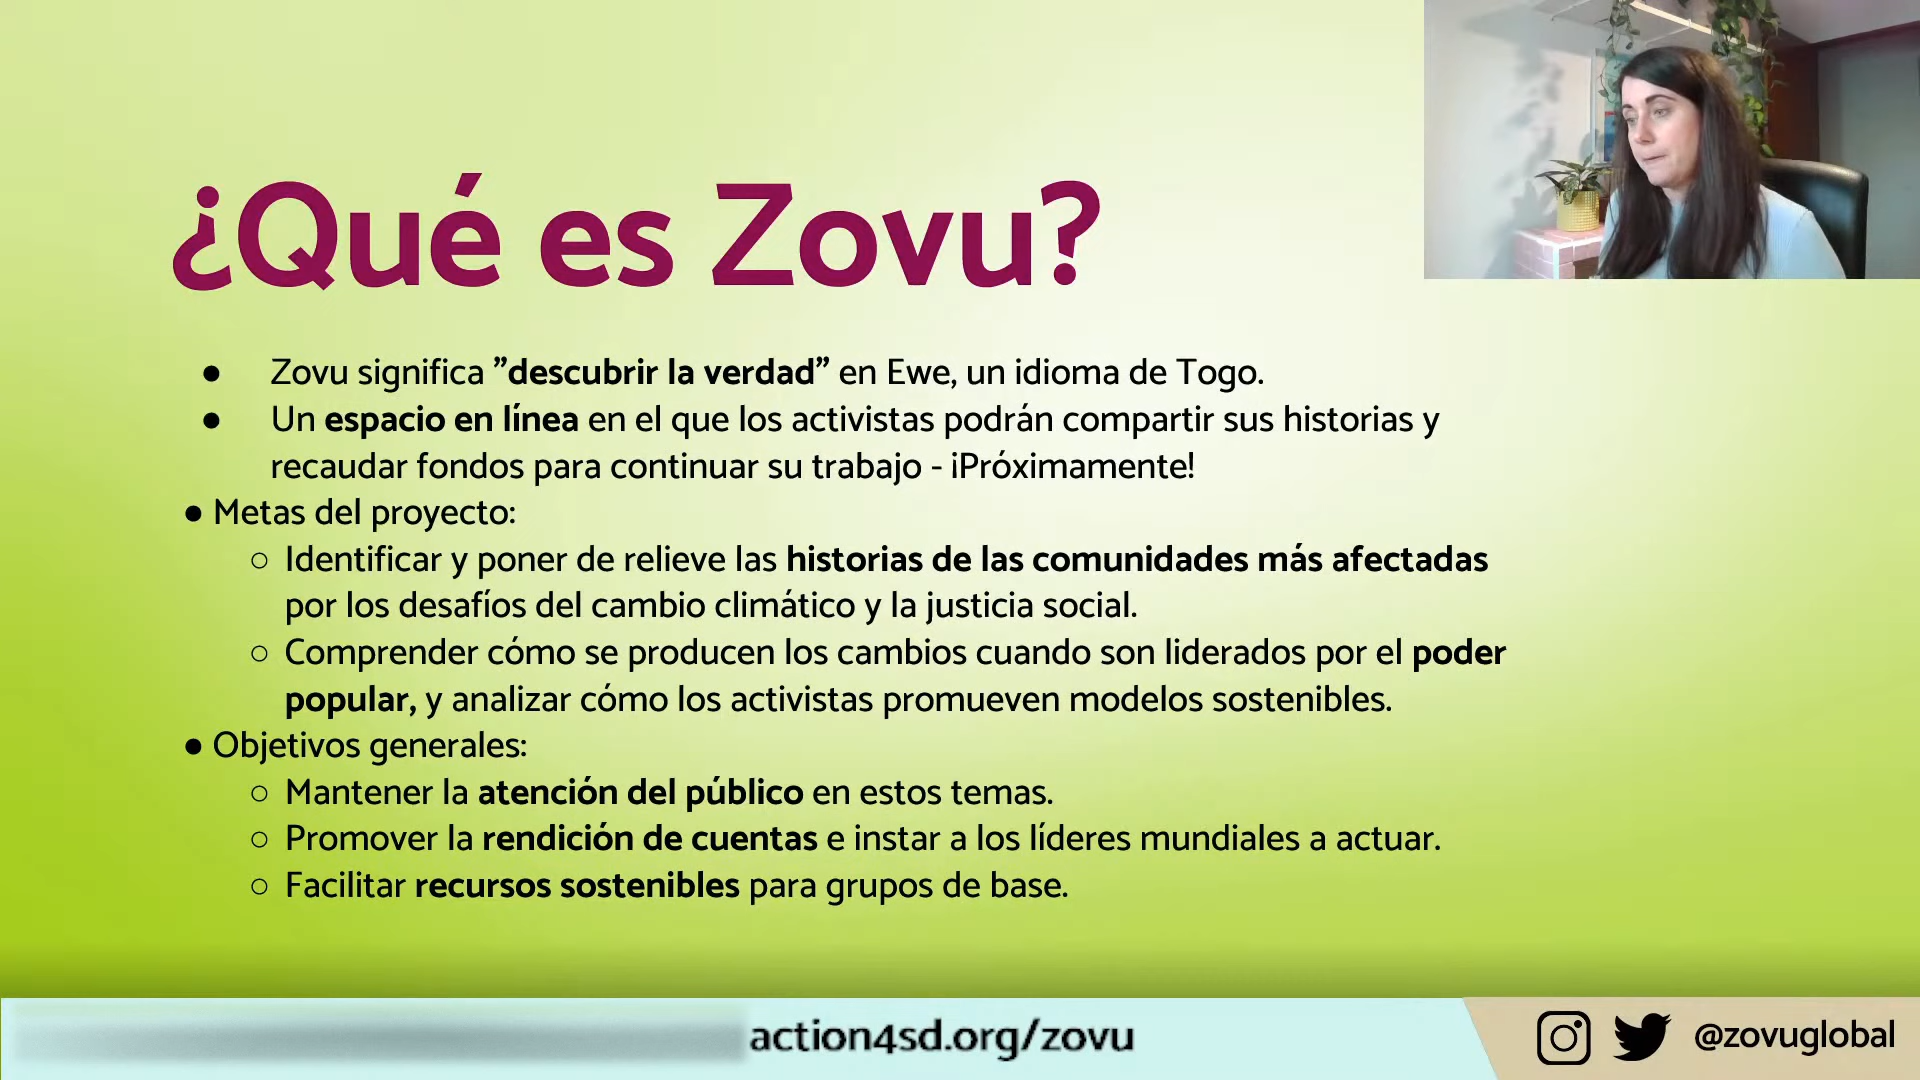 ¿Qué es Zovu?
● Zovu significa ”descubrir la verdad” en Ewe, un idioma de Togo.
● Un espacio en línea en el que los activistas podrán compartir sus historias y
recaudar fondos para continuar su trabajo - ¡Próximamente!
● Metas del proyecto:
○ Identificar y poner de relieve las historias de las comunidades más afectadas
por los desafíos del cambio climático y la justicia social.
○ Comprender cómo se producen los cambios cuando son liderados por el poder
popular, y analizar cómo los activistas promueven modelos sostenibles.
● Objetivos generales:
○ Mantener la atención del público en estos temas.
○ Promover la rendición de cuentas e instar a los líderes mundiales a actuar.
○ Facilitar recursos sostenibles para grupos de base.
action4sd.org/zovu
@zovuglobal